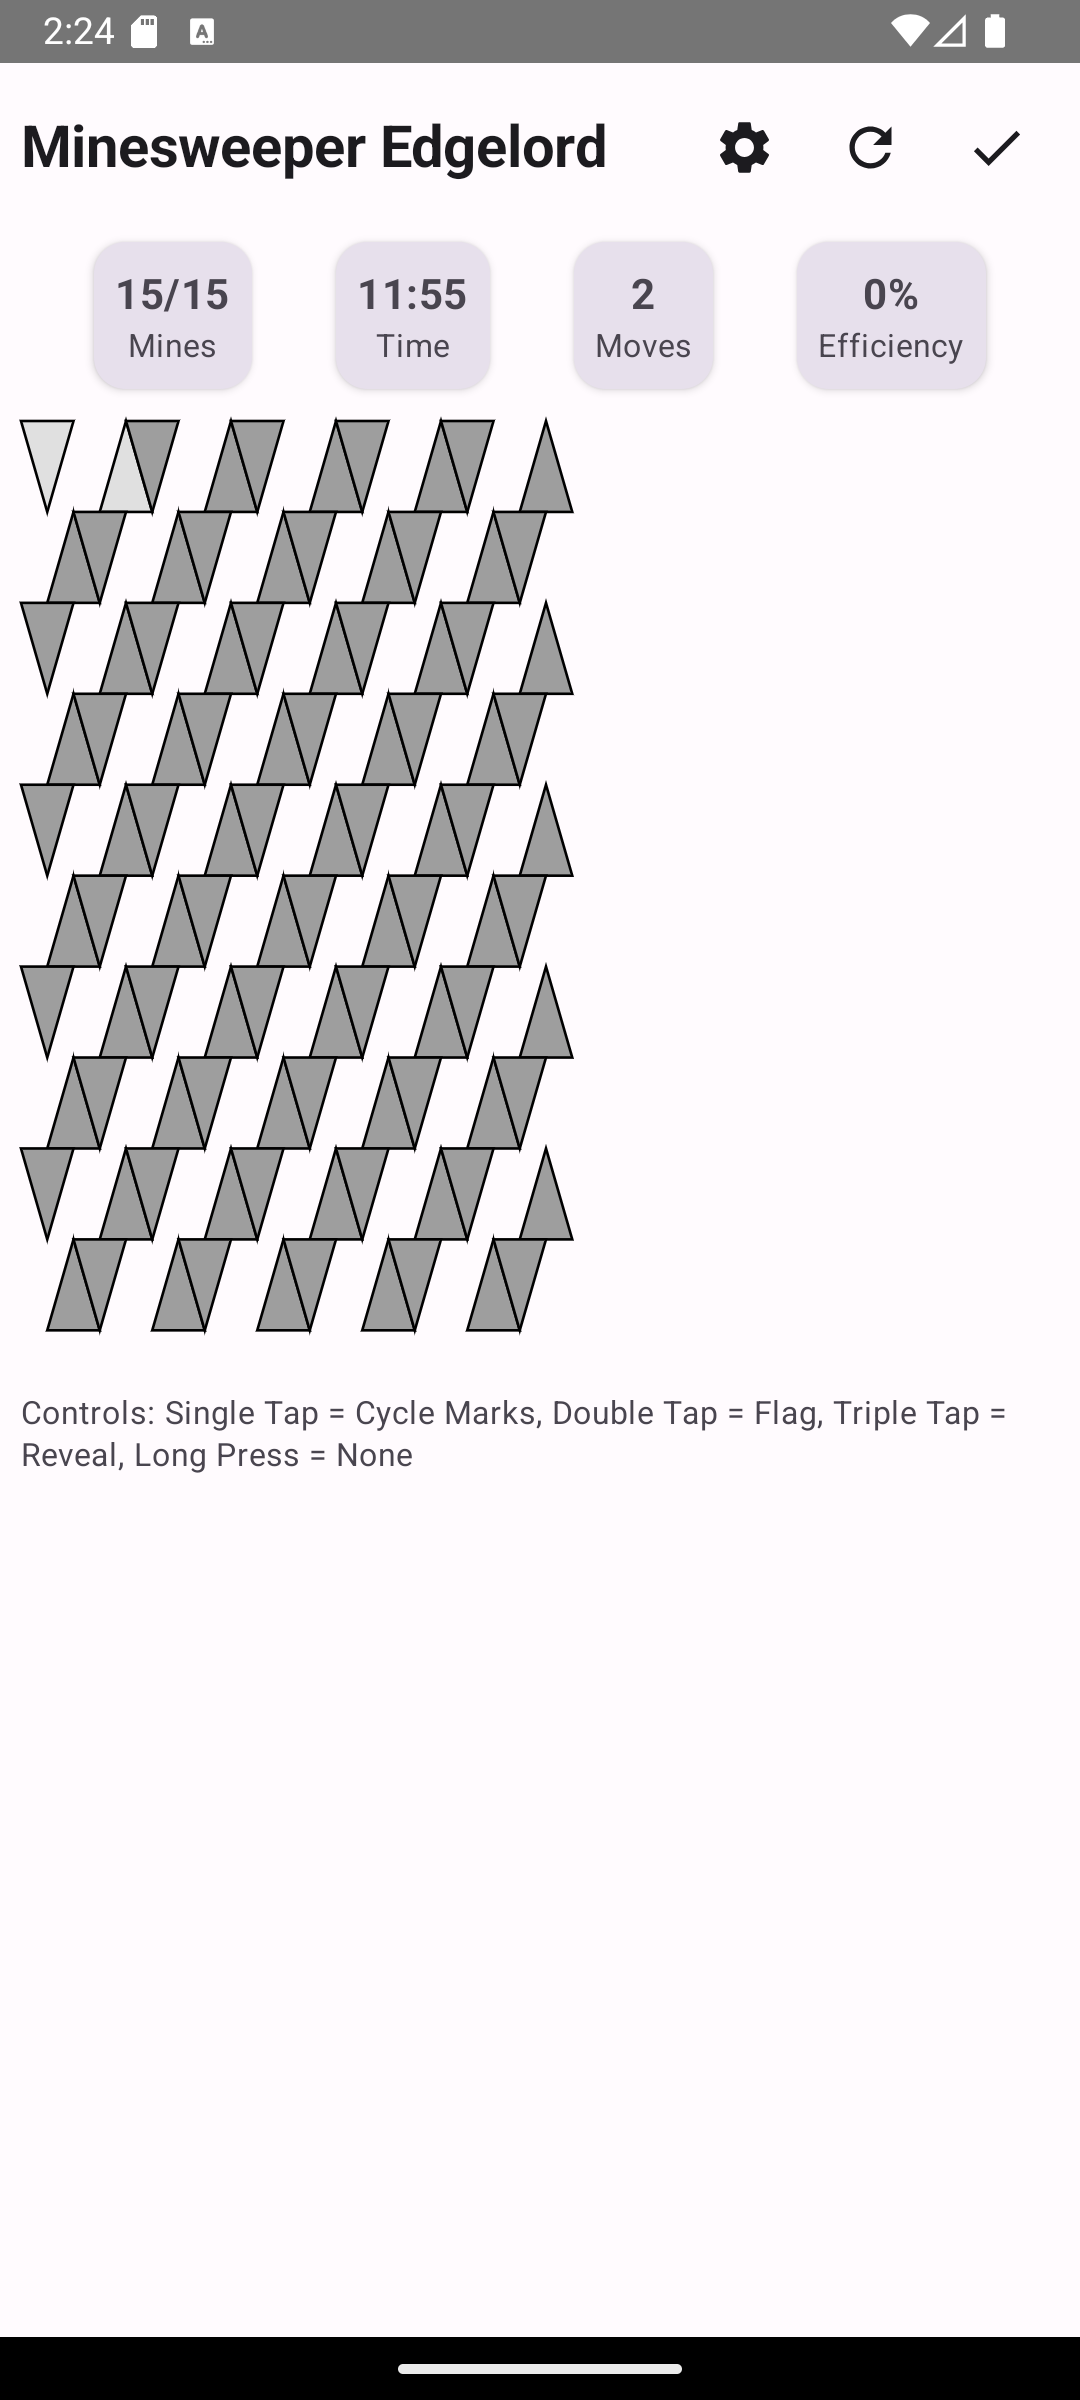 2:24
Minesweeper Edgelord
15/15 11:55 2 0%
Mines Time Moves Efficiency
Controls: Single Tap = Cycle Marks, Double Tap = Flag, Triple Tap =
Reveal, Long Press = None